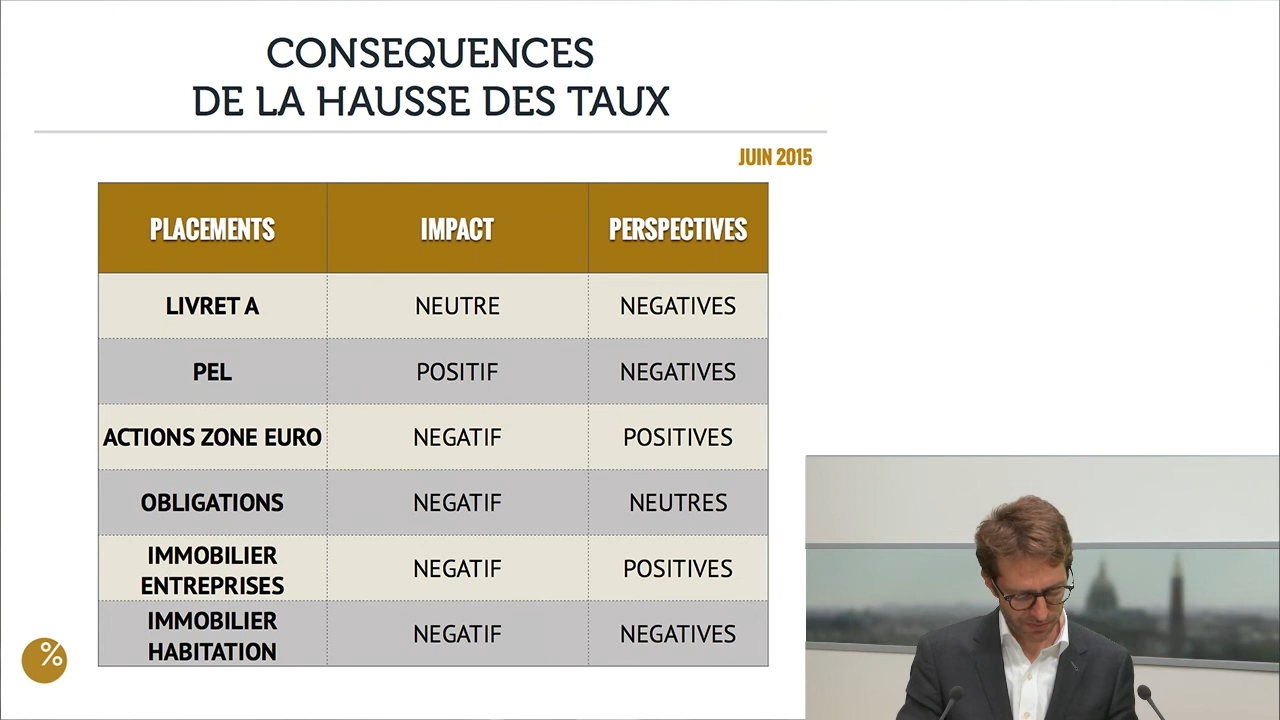 CONSEQUENCES
DE LA HAUSSE DES TAUX
JUIN 2015
PLACEMENTS IMPACT PERSPECTIVES
LIVRET A NEUTRE NEGATIVES
PEL POSITIF NEGATIVES
ACTIONS ZONE EURO NEGATIF POSITIVES
OBLIGATIONS NEGATIF NEUTRES
IMMOBILIER
ENTREPRISES NEGATIF POSITIVES
IMMOBILIER
HABITATION NEGATIF NEGATIVES
%